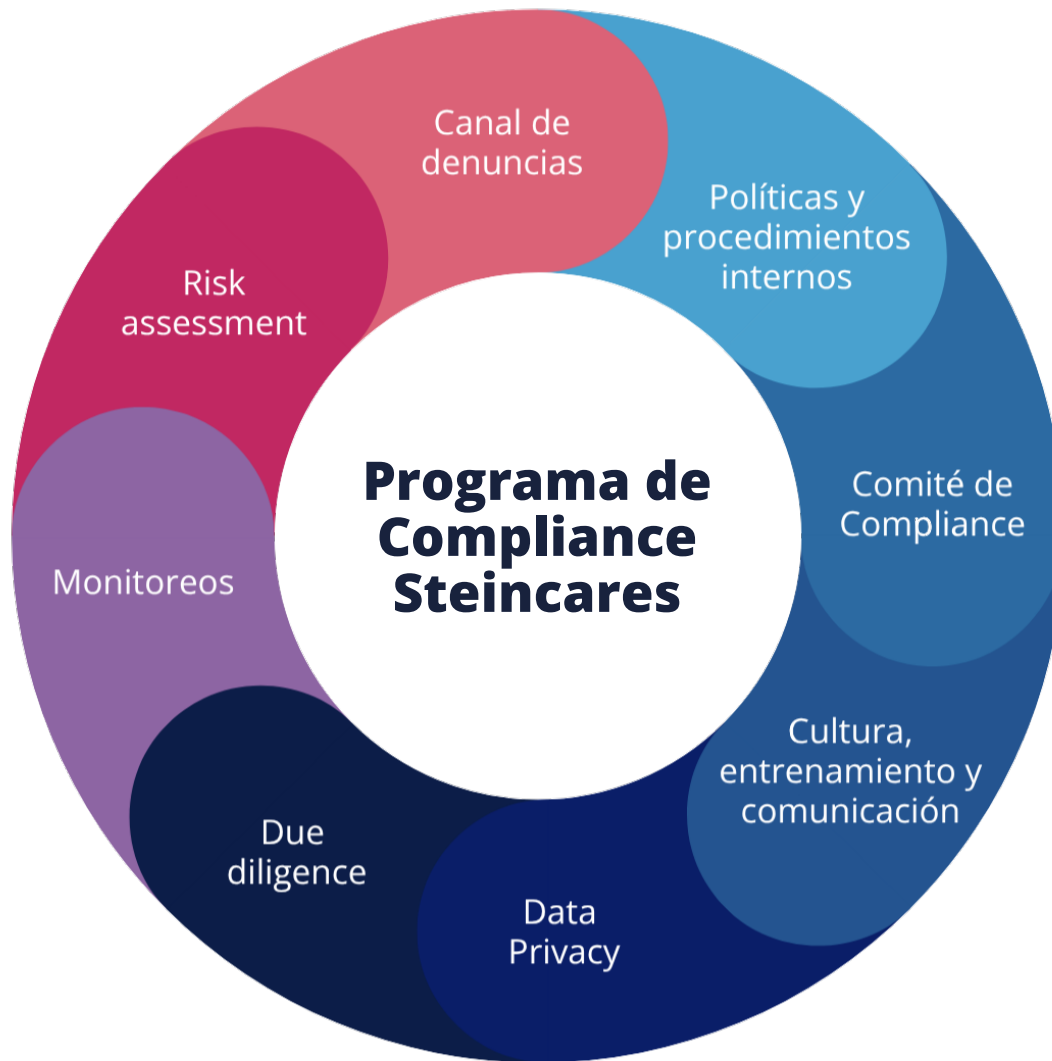 Canal de
denuncias
Políticas y
procedimientos
internos
Comité de
Compliance
Cultura,
entrenamiento y
comunicación
Data
Privacy
Due
diligence
Monitoreos
Risk
assessment
Programa de
Compliance
Steincares